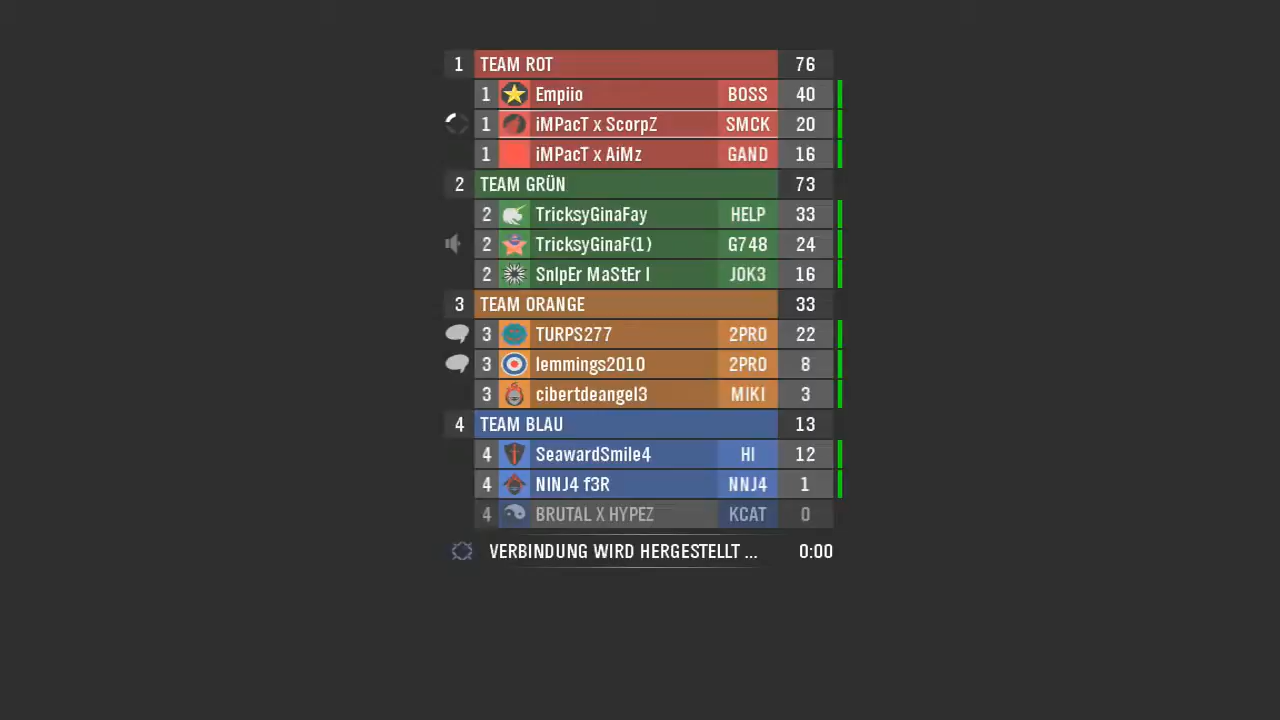 1 TEAM ROT 76
1 Empiio BOSS 40
1 iMPacT x ScorpZ SMCK 20
1 iMPacT x AiMz GAND 16
2 TEAM GRÜN 73
2 TricksyGinaFay HELP 33
2 TricksyGinaF(1) G748 24
2 SnIpEr MaStEr I JOK3 16
3 TEAM ORANGE 33
3 TURPS277 2PRO 22
3 lemmings2010 2PRO 8
3 cibertdeangel3 MIKI 3
4 TEAM BLAU 13
4 SeawardSmile4 HI 12
4 NINJ4 f3R NNJ4 1
4 BRUTAL X HYPEZ KCAT 0
VERBINDUNG WIRD HERGESTELLT ... 0:00